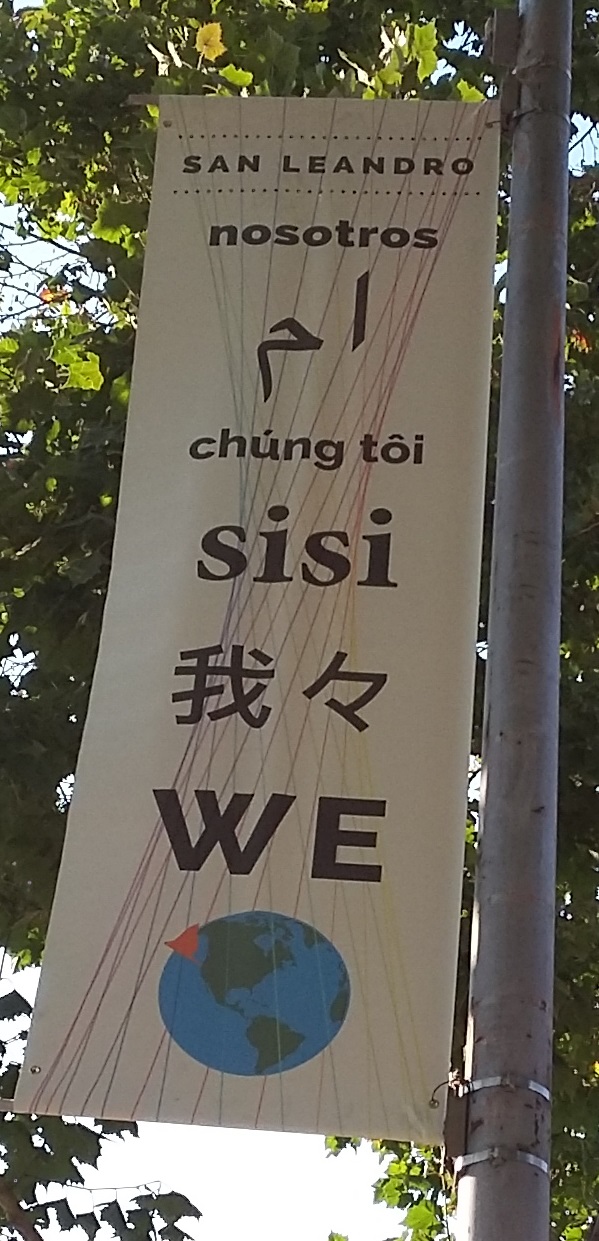 SAN LEANDRO
nosotros
ا م
chúng tôi
sisi
我々
WE